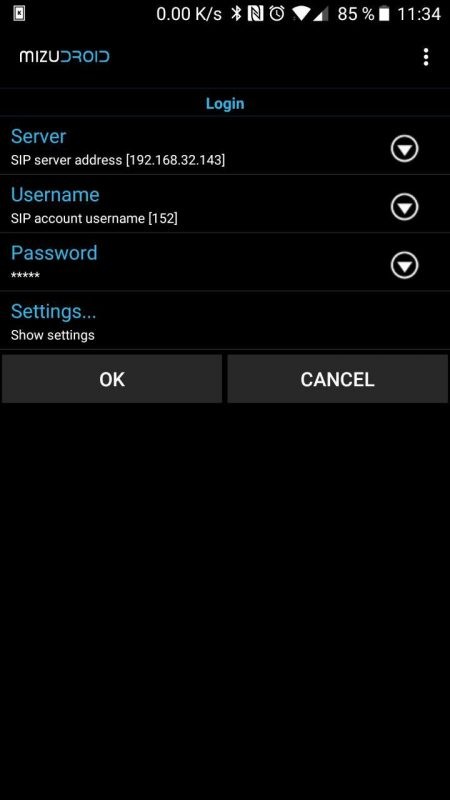 0.00 K/s 85 % 11:34
MIZUDROID
Login
Server
SIP server address [192.168.32.143]
Username
SIP account username [152]
Password
*****
Settings...
Show settings
OK CANCEL